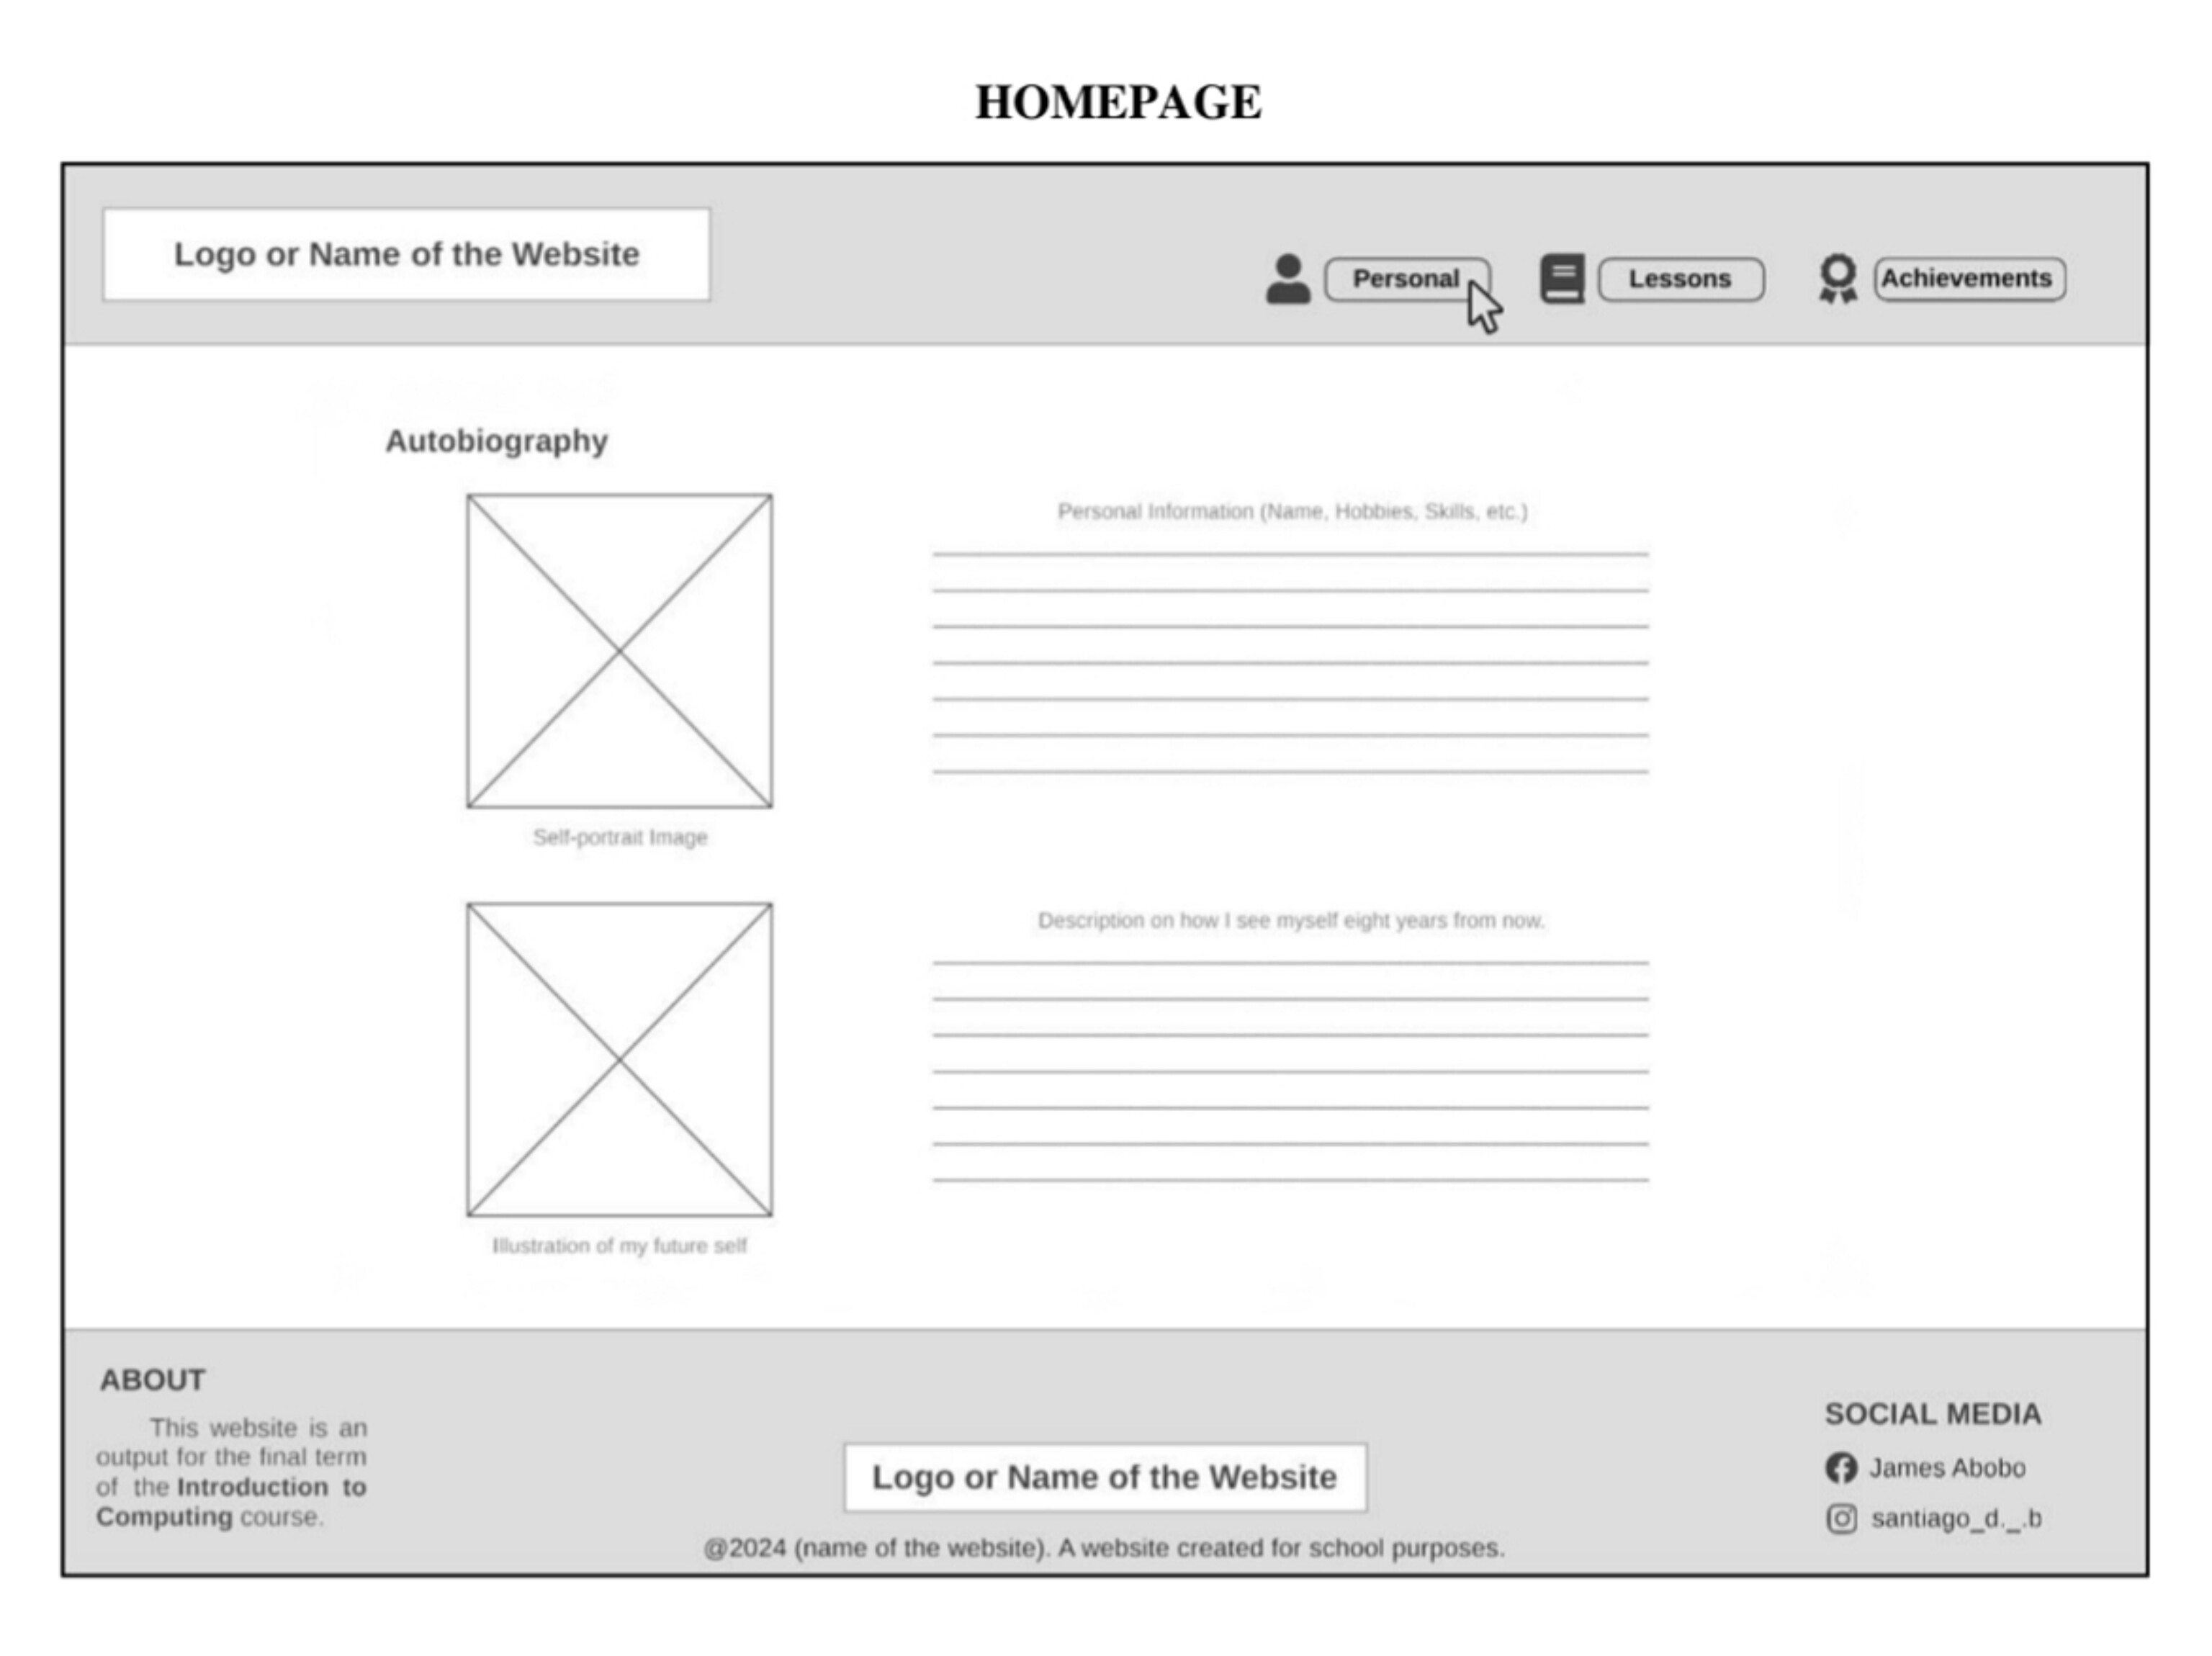 HOMEPAGE
Logo or Name of the Website
Personal
Lessons
Achievements
Autobiography
Personal Information (Name, Hobbies, Skills, etc.)
Self-portrait Image
Description on how I see myself eight years from now.
Illustration of my future self
ABOUT
This website is an
output for the final term
of the Introduction to
Computing course.
Logo or Name of the Website
@2024 (name of the website). A website created for school purposes.
SOCIAL MEDIA
James Abobo
santiago_d._.b